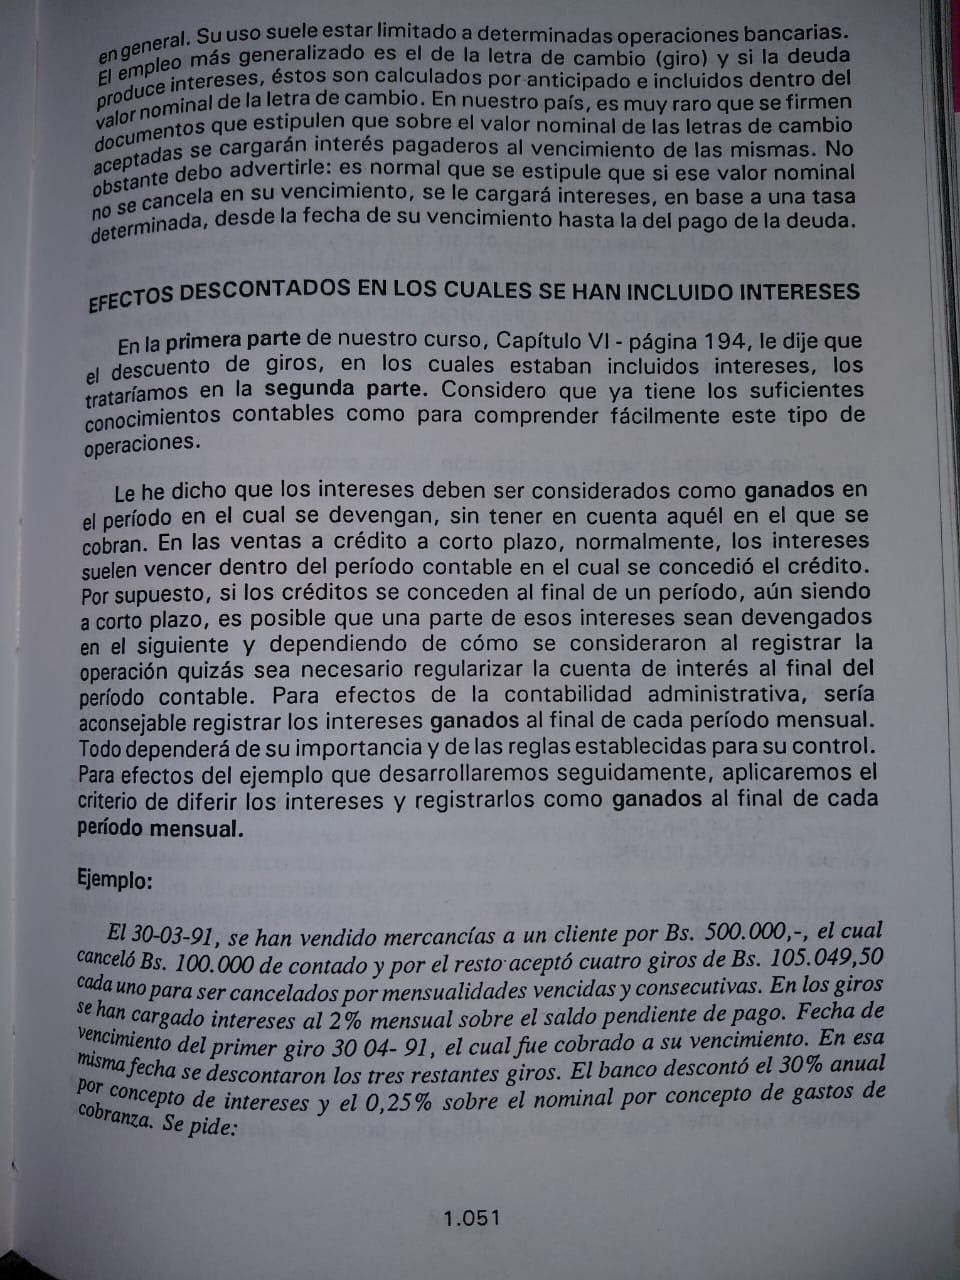 en general. Su uso suele estar limitado a determinadas operaciones bancarias.
El empleo más generalizado es el de la letra de cambio (giro) y si la deuda
produce intereses, éstos son calculados por anticipado e incluidos dentro del
valor nominal de la letra de cambio. En nuestro país, es muy raro que se firmen
documentos que estipulen que sobre el valor nominal de las letras de cambio
aceptadas se cargarán interés pagaderos al vencimiento de las mismas. No
obstante debo advertirle: es normal que se estipule que si ese valor nominal
no se cancela en su vencimiento, se le cargará intereses, en base a una tasa
determinada, desde la fecha de su vencimiento hasta la del pago de la deuda.
EFECTOS DESCONTADOS EN LOS CUALES SE HAN INCLUIDO INTERESES
En la primera parte de nuestro curso, Capítulo VI - página 194, le dije que
el descuento de giros, en los cuales estaban incluidos intereses, los
trataríamos en la segunda parte. Considero que ya tiene los suficientes
conocimientos contables como para comprender fácilmente este tipo de
operaciones.
Le he dicho que los intereses deben ser considerados como ganados en
el período en el cual se devengan, sin tener en cuenta aquél en el que se
cobran. En las ventas a crédito a corto plazo, normalmente, los intereses
suelen vencer dentro del período contable en el cual se concedió el crédito.
Por supuesto, si los créditos se conceden al final de un período, aún siendo
a corto plazo, es posible que una parte de esos intereses sean devengados
en el siguiente y dependiendo de cómo se consideraron al registrar la
operación quizás sea necesario regularizar la cuenta de interés al final del
período contable. Para efectos de la contabilidad administrativa, sería
aconsejable registrar los intereses ganados al final de cada período mensual.
Todo dependerá de su importancia y de las reglas establecidas para su control.
Para efectos del ejemplo que desarrollaremos seguidamente, aplicaremos el
criterio de diferir los intereses y registrarlos como ganados al final de cada
período mensual.
Ejemplo:
El 30-03-91, se han vendido mercancías a un cliente por Bs. 500.000,-, el cual
canceló Bs. 100.000 de contado y por el resto aceptó cuatro giros de Bs. 105.049,50
cada uno para ser cancelados por mensualidades vencidas y consecutivas. En los giros
se han cargado intereses al 2% mensual sobre el saldo pendiente de pago. Fecha de
vencimiento del primer giro 30 04- 91, el cual fue cobrado a su vencimiento. En esa
misma fecha se descontaron los tres restantes giros. El banco descontó el 30% anual
por concepto de intereses y el 0,25% sobre el nominal por concepto de gastos de
cobranza. Se pide:
1.051